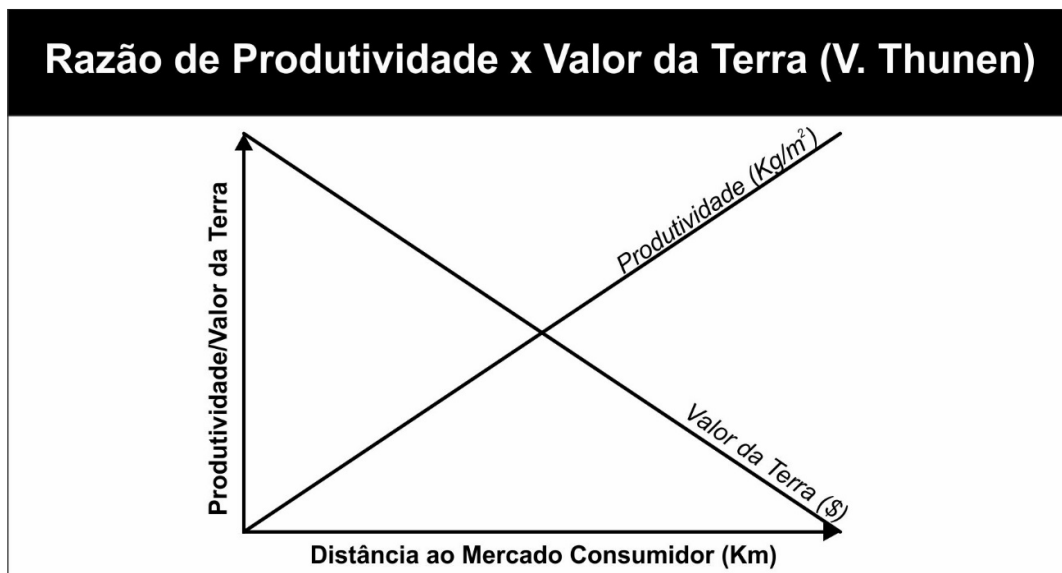 Razão de Produtividade x Valor da Terra (V. Thunen)
Produtividade/Valor da Terra
Produtividade (Kg/m²)
Valor da Terra ($)
Distância ao Mercado Consumidor (Km)